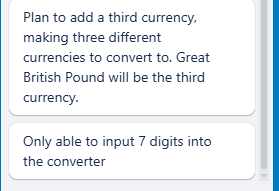 Plan to add a third currency,
making three different
currencies to convert to. Great
British Pound will be the third
currency.
Only able to input 7 digits into
the converter